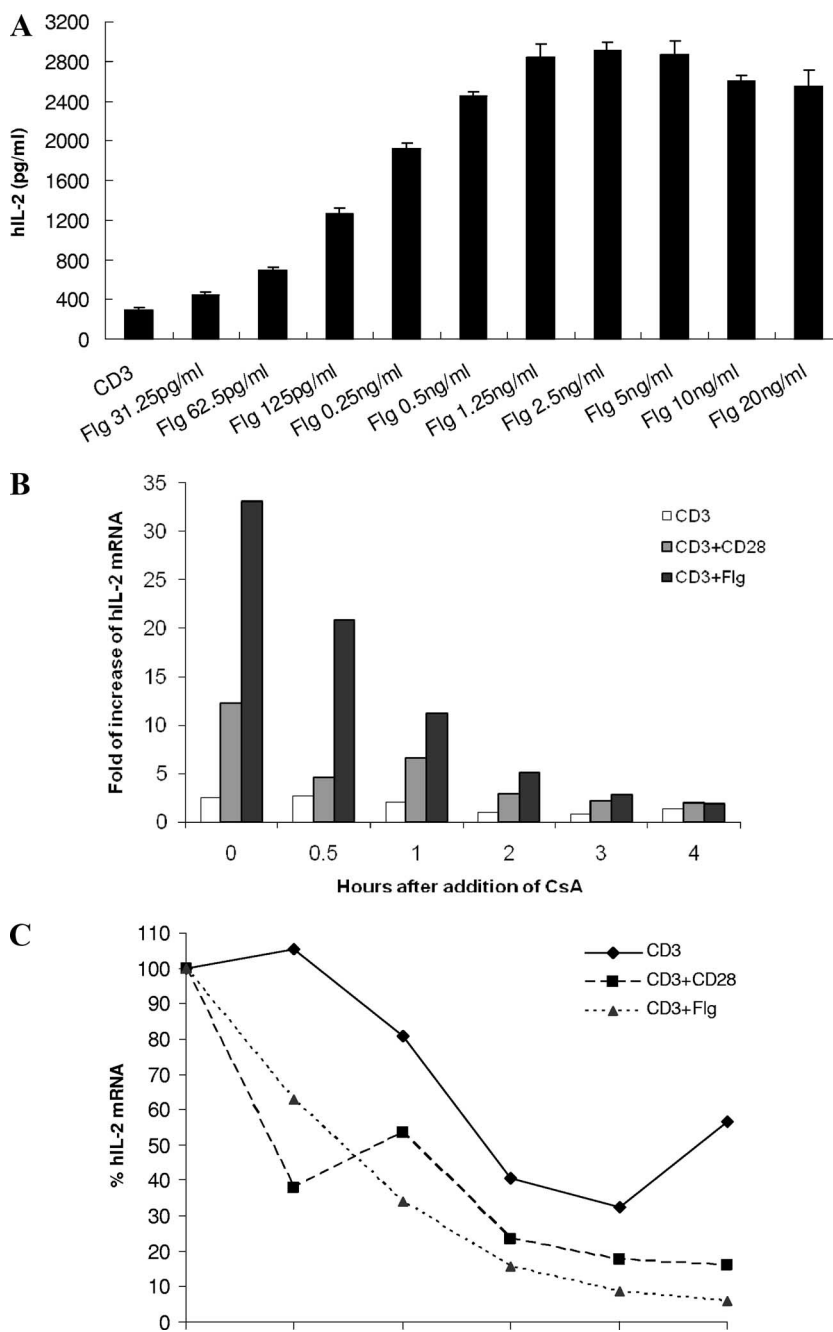 A
3200
2800
2400
2000
1600
1200
800
400
0
hIL-2 (pg/ml)
CD3
Flg 31.25pg/ml
Flg 62.5pg/ml
Flg 125pg/ml
Flg 0.25ng/ml
Flg 0.5ng/ml
Flg 1.25ng/ml
Flg 2.5ng/ml
Flg 5ng/ml
Flg 10ng/ml
Flg 20ng/ml
B
35
30
25
20
15
10
5
0
Fold of increase of hIL-2 mRNA
CD3
CD3+CD28
CD3+Flg
0 0.5 1 2 3 4
Hours after addition of CsA
C
110
100
90
80
70
60
50
40
30
20
10
0
% hIL-2 mRNA
CD3
CD3+CD28
CD3+Flg